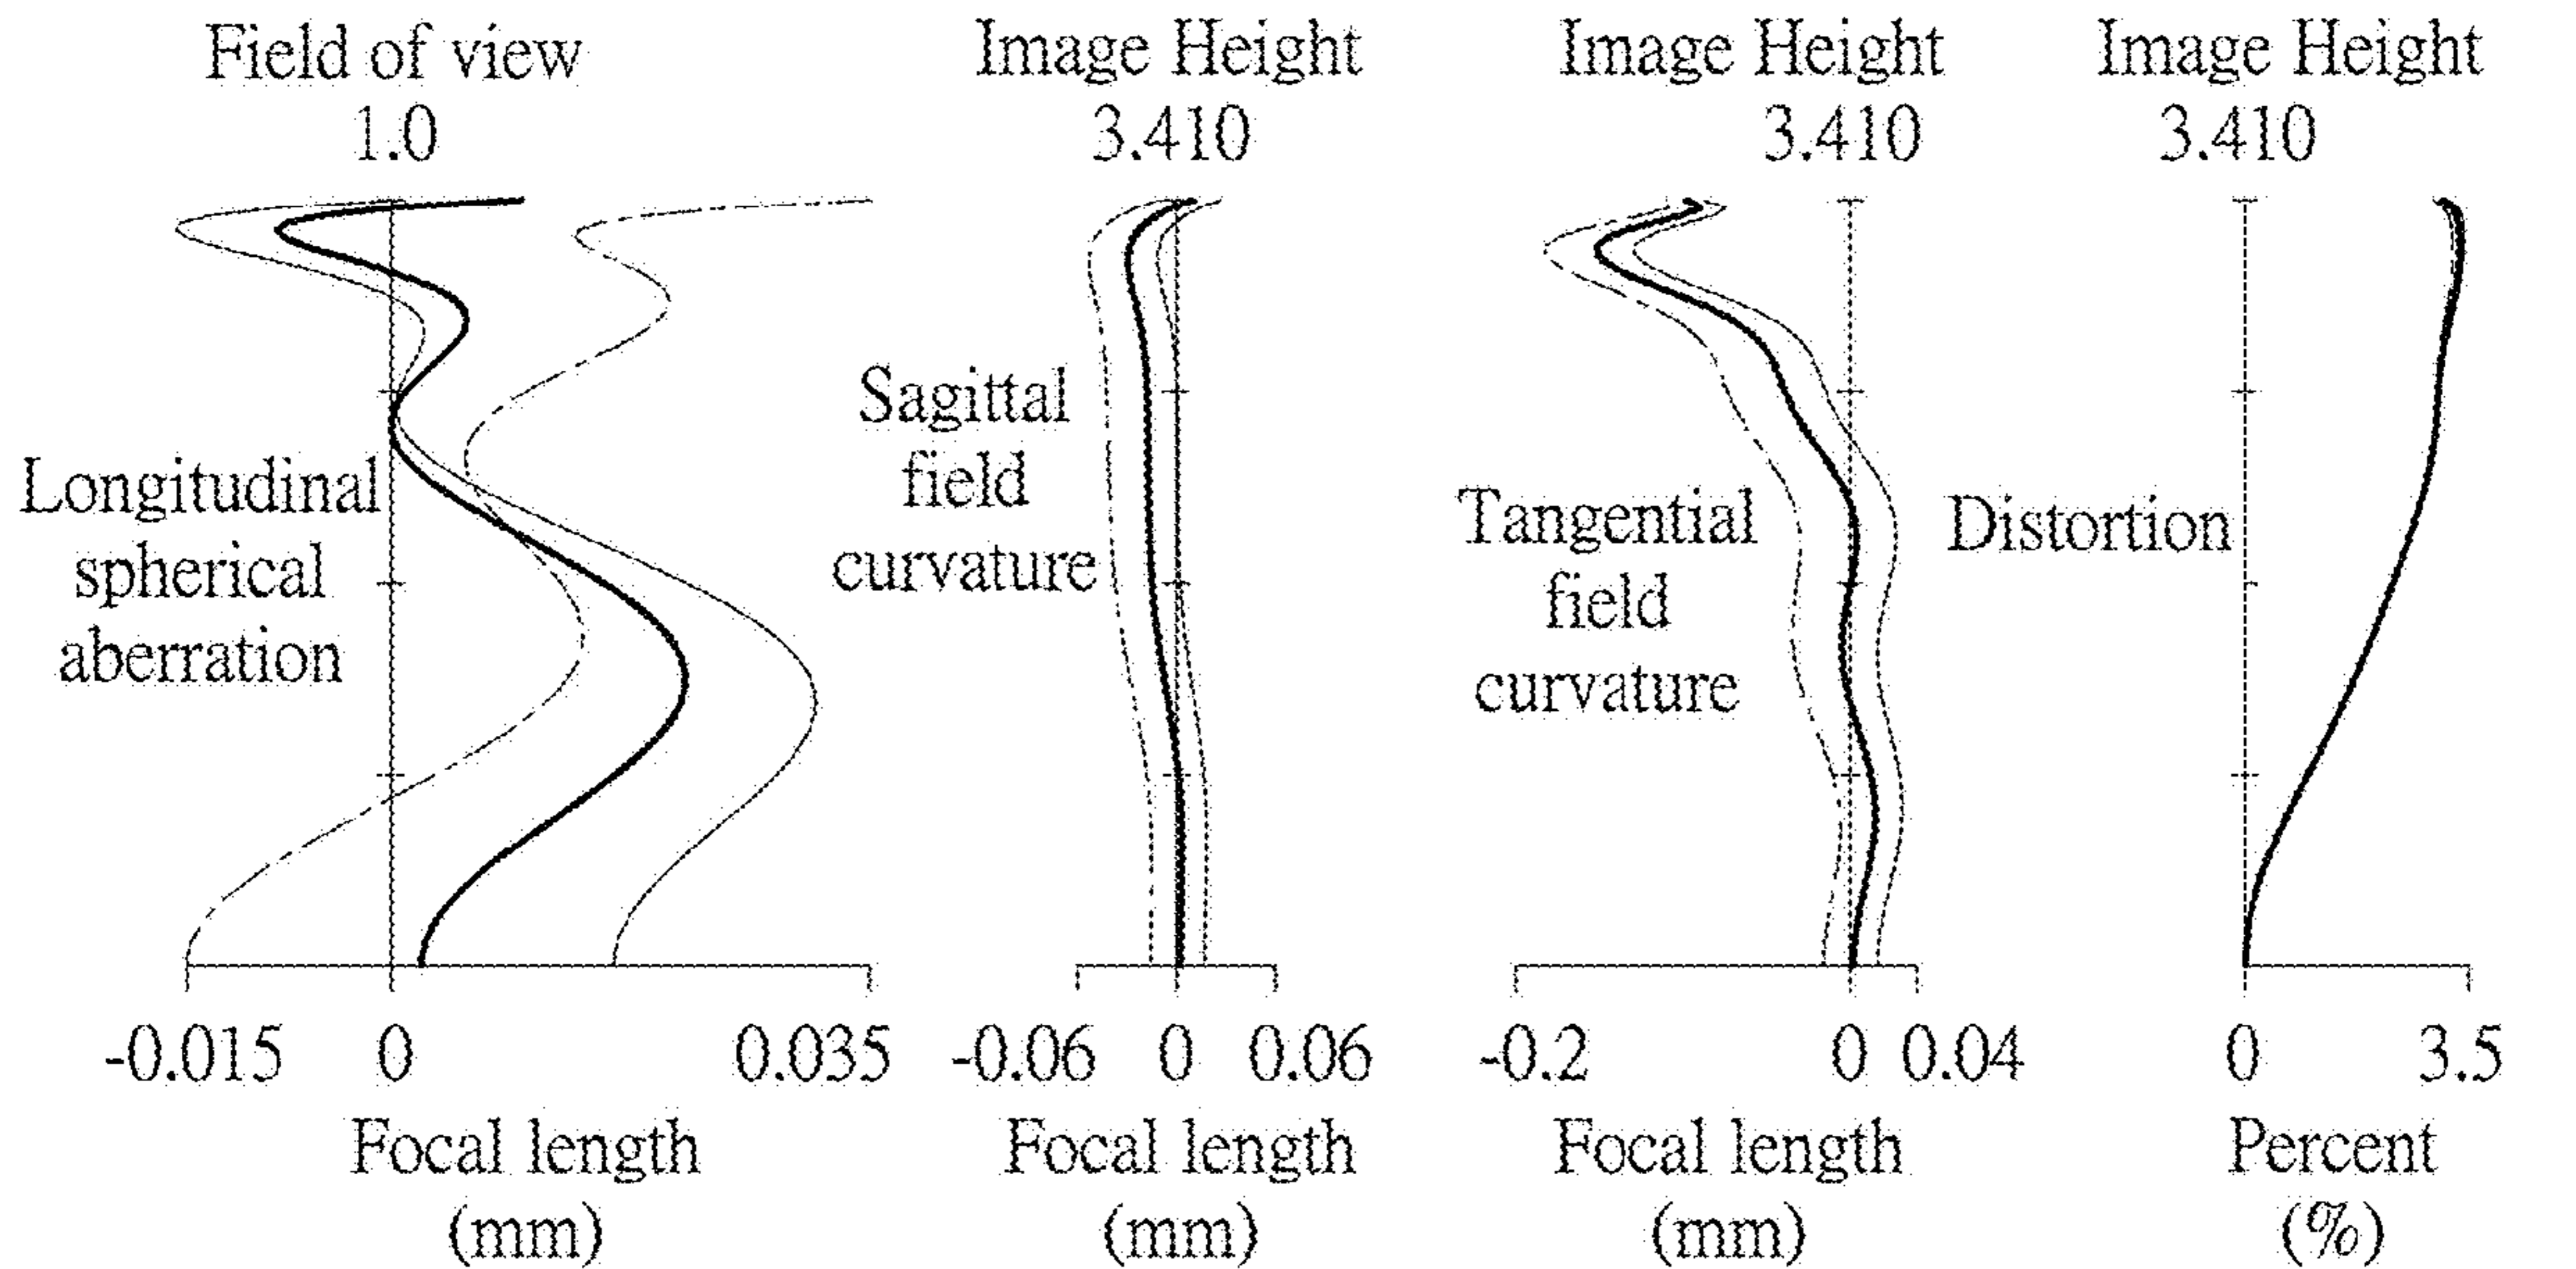 Field of view
1.0
Longitudinal
spherical
aberration
-0.015 0 0.035
Focal length
(mm)
Image Height
3.410
Sagittal
field
curvature
-0.06 0 0.06
Focal length
(mm)
Image Height
3.410
Tangential
field
curvature
-0.2 0 0.04
Focal length
(mm)
Image Height
3.410
Distortion
0 3.5
Percent
(%)